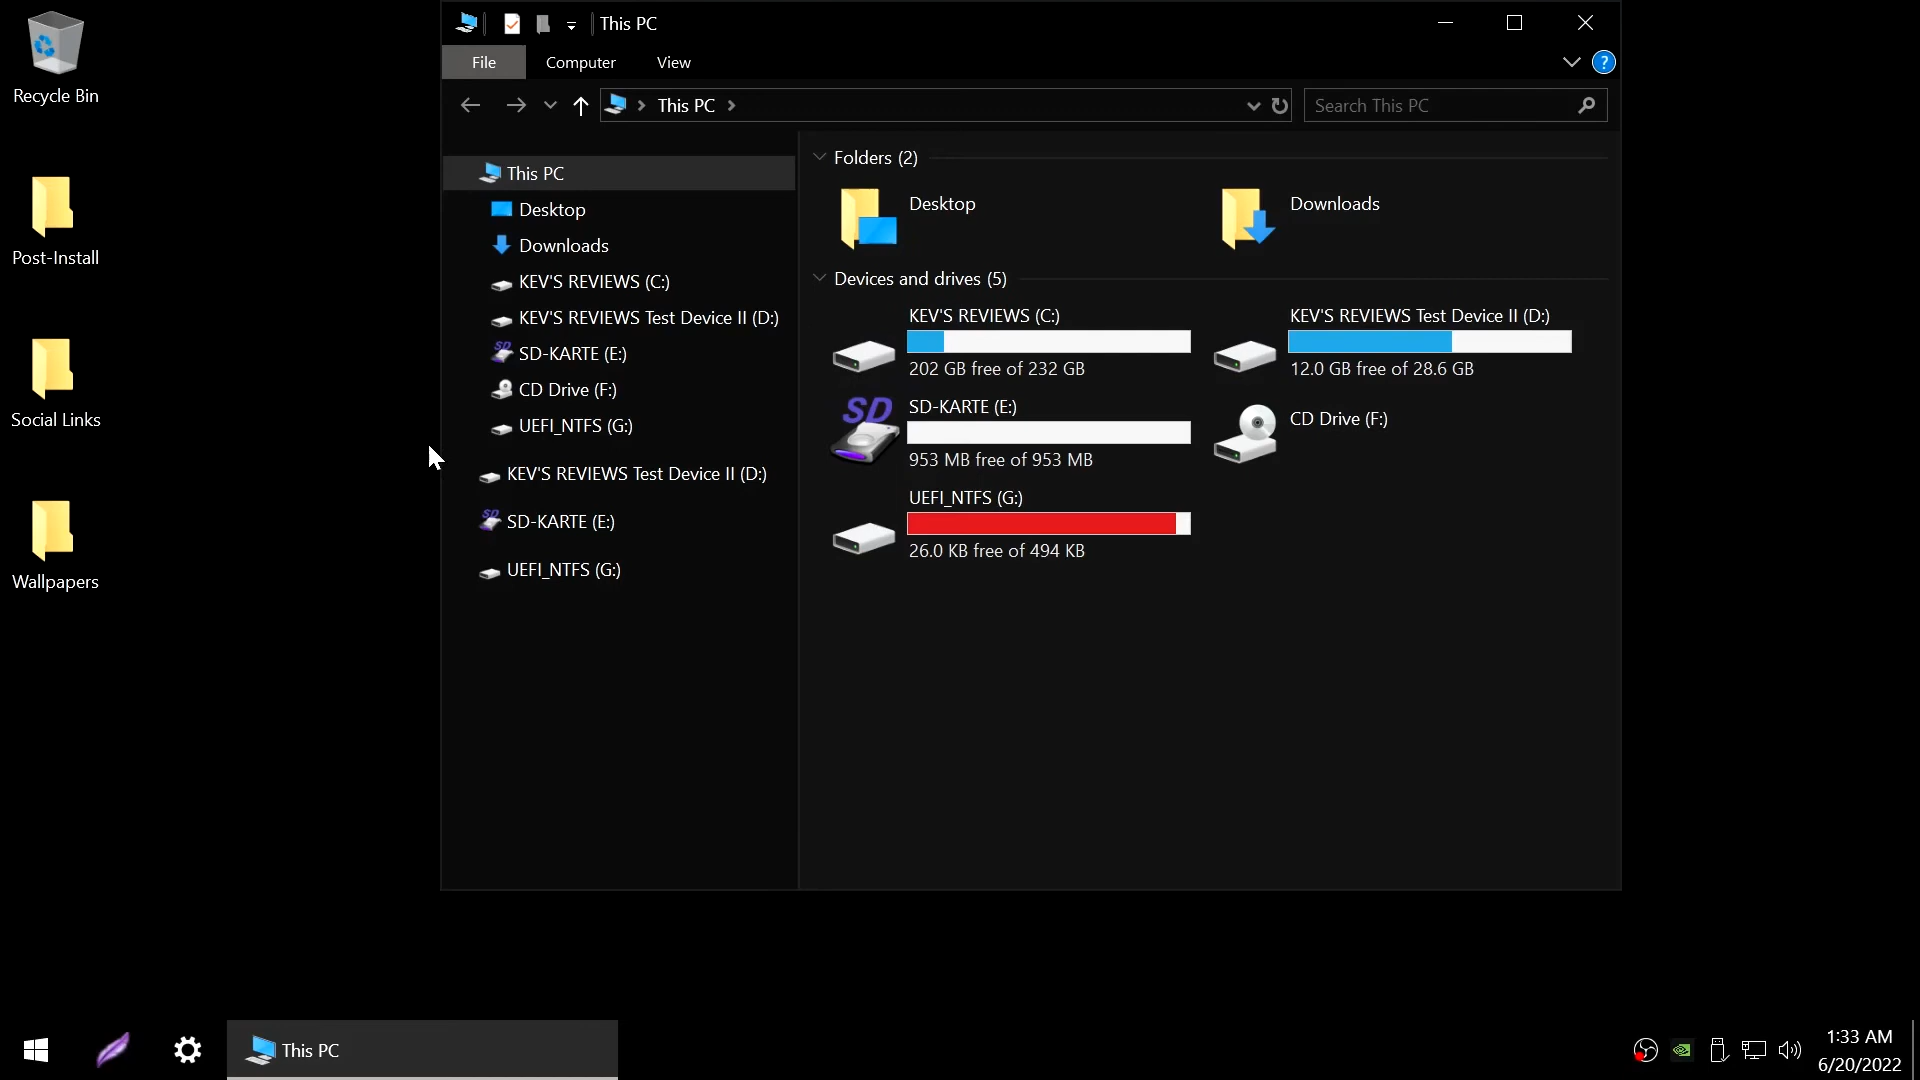 Recycle Bin
Post-Install
Social Links
Wallpapers
This PC
File Computer View
This PC
Search This PC
This PC
Desktop
Downloads
KEV'S REVIEWS (C:)
KEV'S REVIEWS Test Device II (D:)
SD
SD-KARTE (E:)
CD Drive (F:)
UEFI_NTFS (G:)
KEV'S REVIEWS Test Device II (D:)
SD
SD-KARTE (E:)
UEFI_NTFS (G:)
Folders (2)
Desktop
Downloads
Devices and drives (5)
KEV'S REVIEWS (C:)
202 GB free of 232 GB
KEV'S REVIEWS Test Device II (D:)
12.0 GB free of 28.6 GB
SD
SD-KARTE (E:)
953 MB free of 953 MB
CD Drive (F:)
UEFI_NTFS (G:)
26.0 KB free of 494 KB
This PC
1:33 AM
6/20/2022